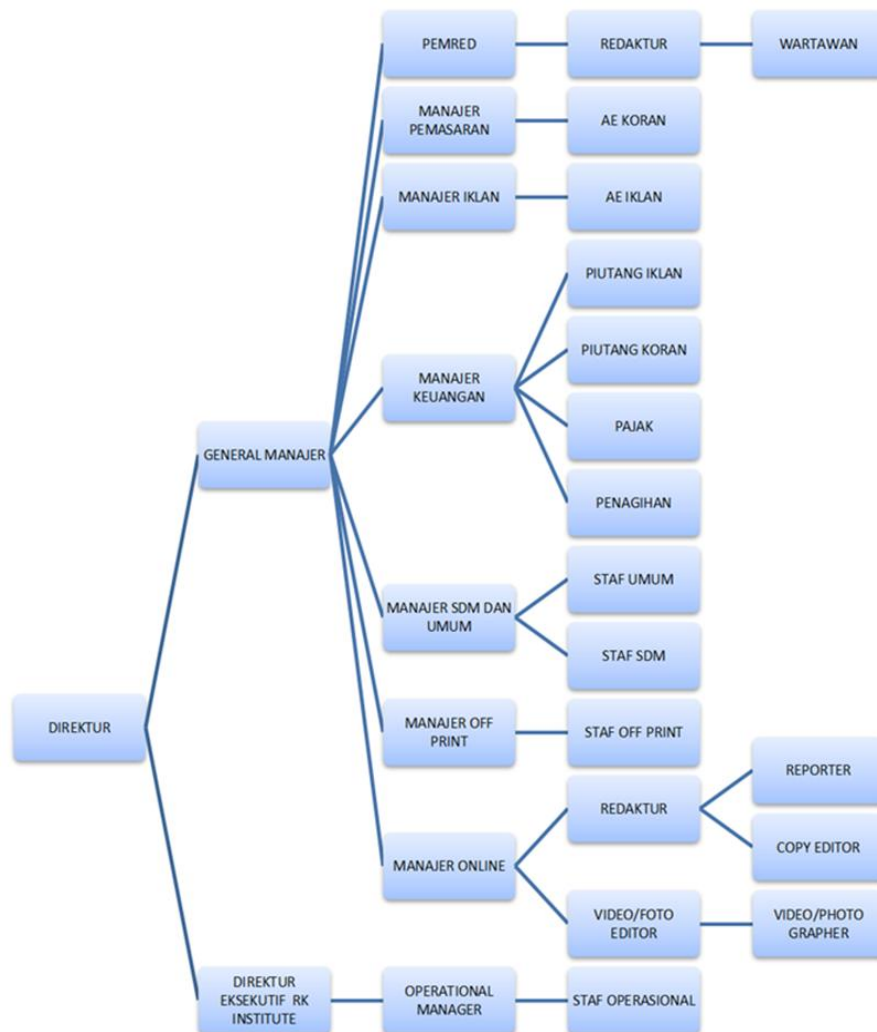 PEMRED
REDAKTUR
WARTAWAN
MANAJER
PEMASARAN
AE KORAN
MANAJER IKLAN
AE IKLAN
PIUTANG IKLAN
PIUTANG KORAN
MANAJER
KEUANGAN
PAJAK
PENAGIHAN
GENERAL MANAJER
STAF UMUM
MANAJER SDM DAN
UMUM
STAF SDM
DIREKTUR
MANAJER OFF
PRINT
STAF OFF PRINT
REPORTER
REDAKTUR
COPY EDITOR
MANAJER ONLINE
VIDEO/FOTO
EDITOR
VIDEO/PHOTO
GRAPHER
DIREKTUR
EKSEKUTIF RK
INSTITUTE
OPERATIONAL
MANAGER
STAF OPERASIONAL